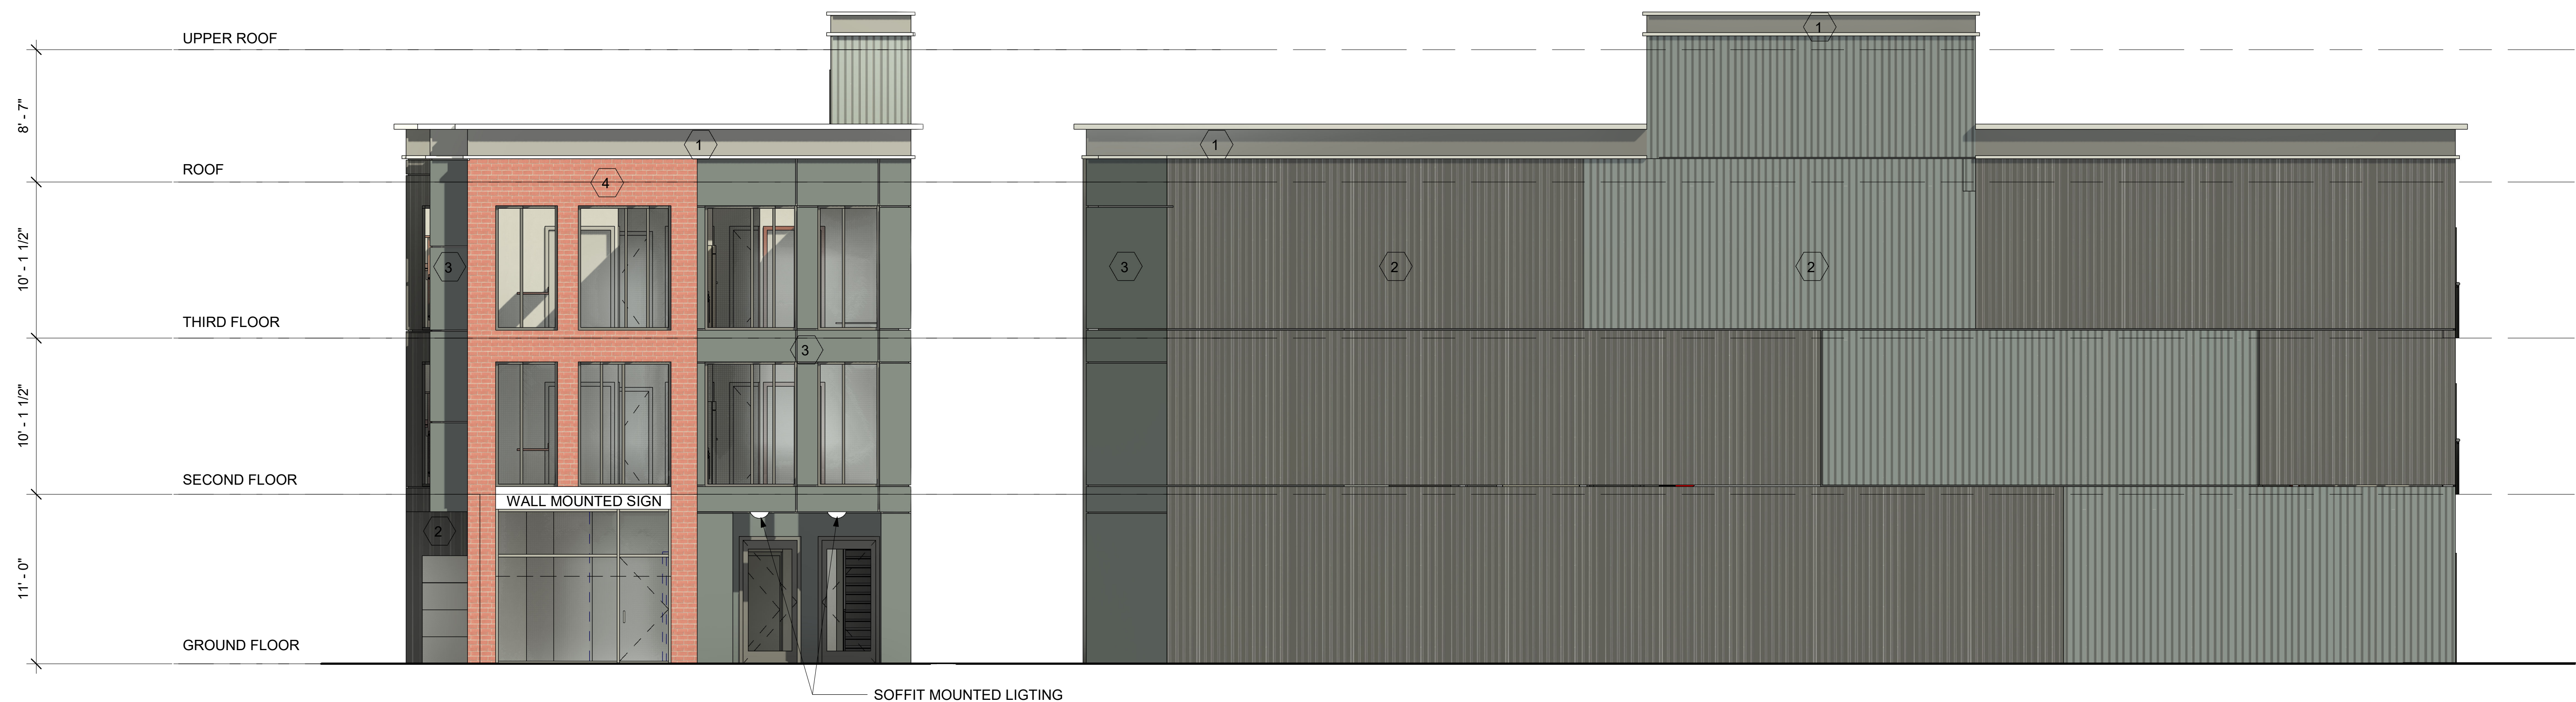 UPPER ROOF
1
8' - 7"
1
1
ROOF
4
10' - 1 1/2"
3
3
2
2
THIRD FLOOR
3
10' - 1 1/2"
SECOND FLOOR
WALL MOUNTED SIGN
2
11' - 0"
GROUND FLOOR
SOFFIT MOUNTED LIGTING